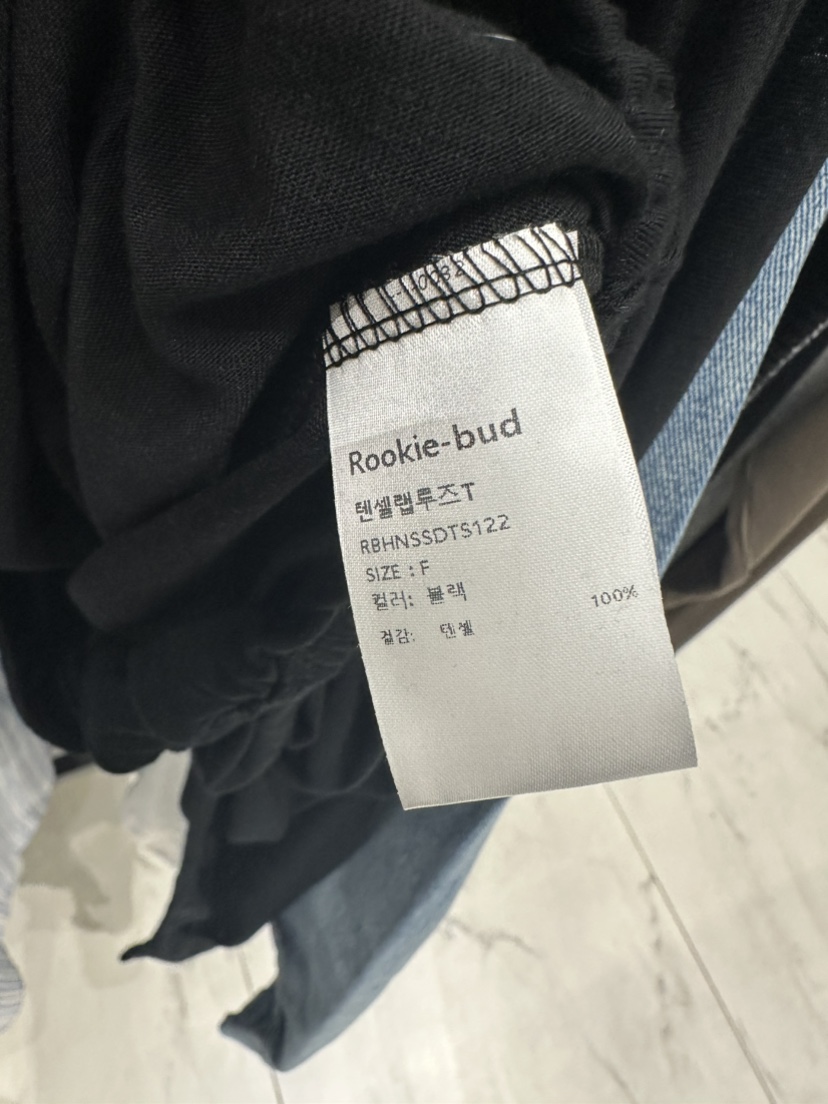 Rookie-bud
텐셀랩루즈T
RBHNSSDTS122
SIZE : F
컬러: 블랙
겉감: 텐셀 100%